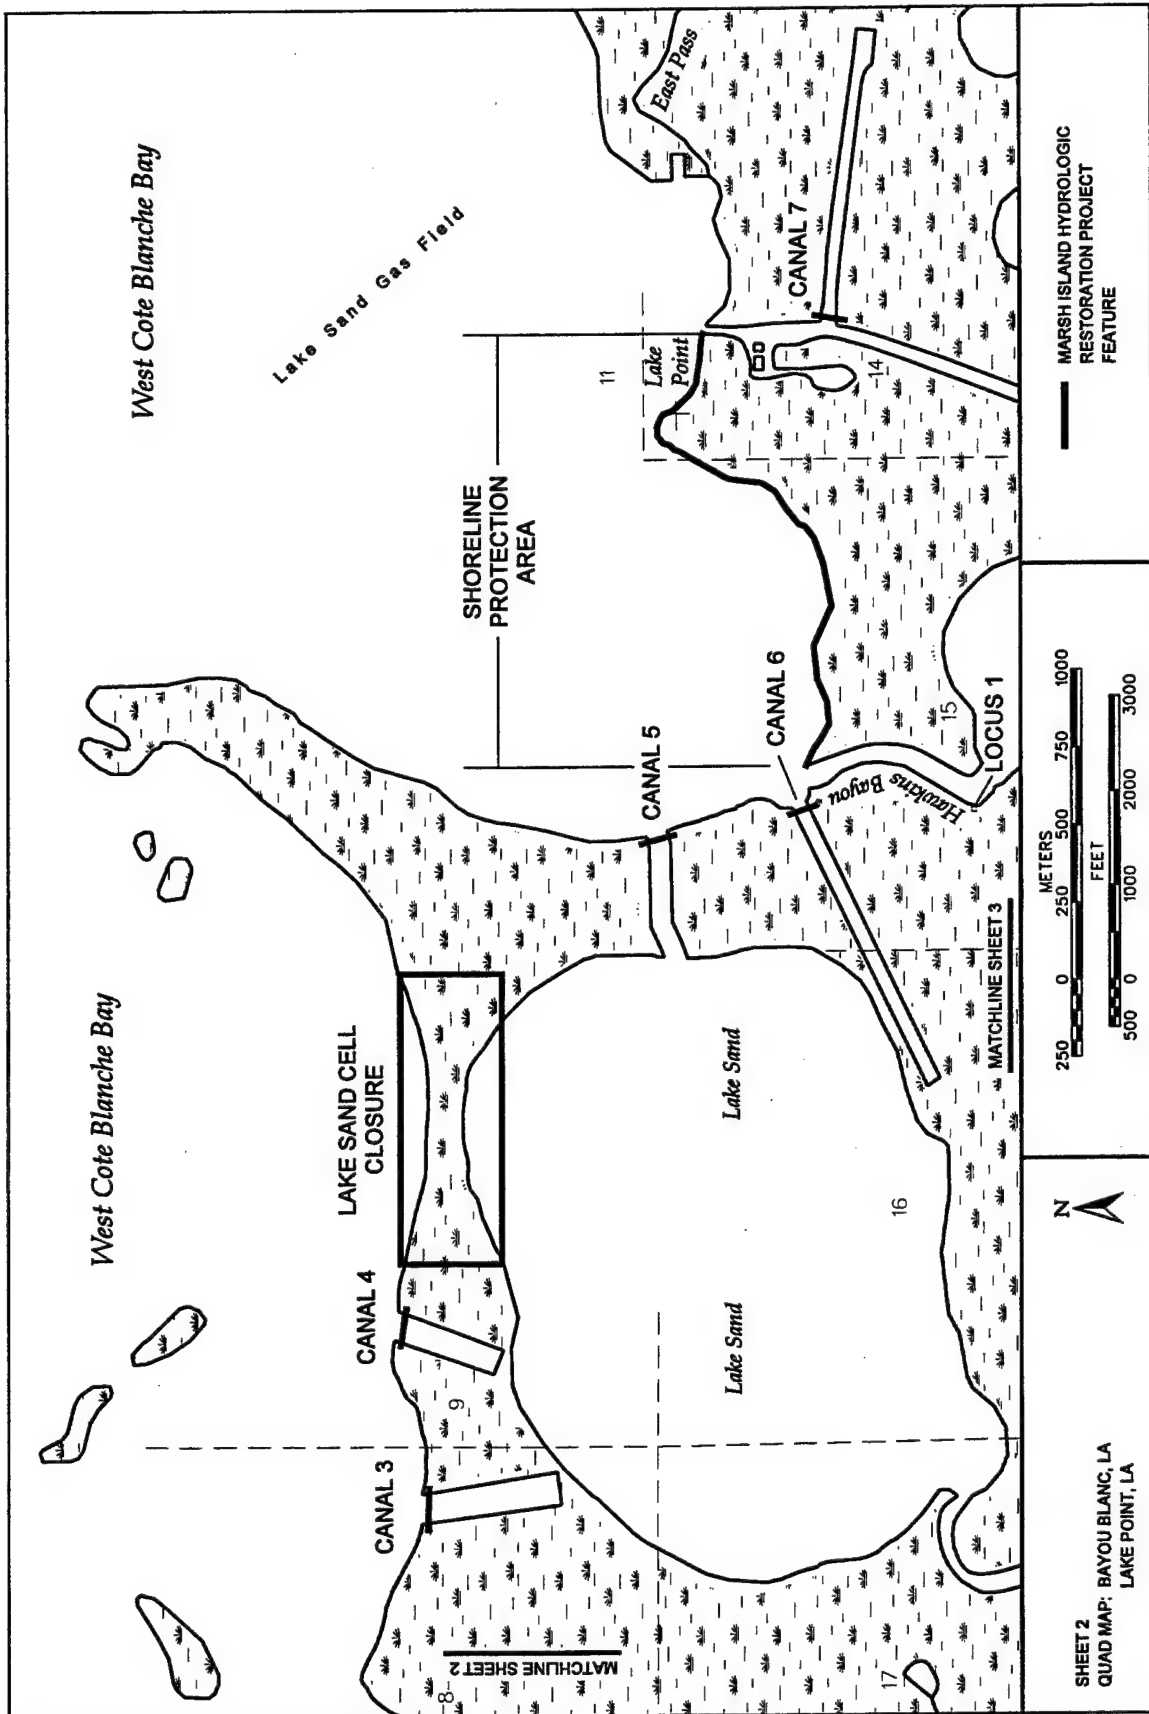 West Cote Blanche Bay
West Cote Blanche Bay
Lake Sand Gas Field
East Pass
11
Lake
Point
SHORELINE
PROTECTION
AREA
LAKE SAND CELL
CLOSURE
CANAL 3
CANAL 4
CANAL 5
CANAL 6
CANAL 7
8
9
14
15
16
17
Lake Sand
Lake Sand
Hawkins Bayou
LOCUS 1
MATCHLINE SHEET 2
MATCHLINE SHEET 3
SHEET 2
QUAD MAP: BAYOU BLANC, LA
LAKE POINT, LA
N
METERS
250 0 250 500 750 1000
FEET
500 0 1000 2000 3000
MARSH ISLAND HYDROLOGIC
RESTORATION PROJECT
FEATURE